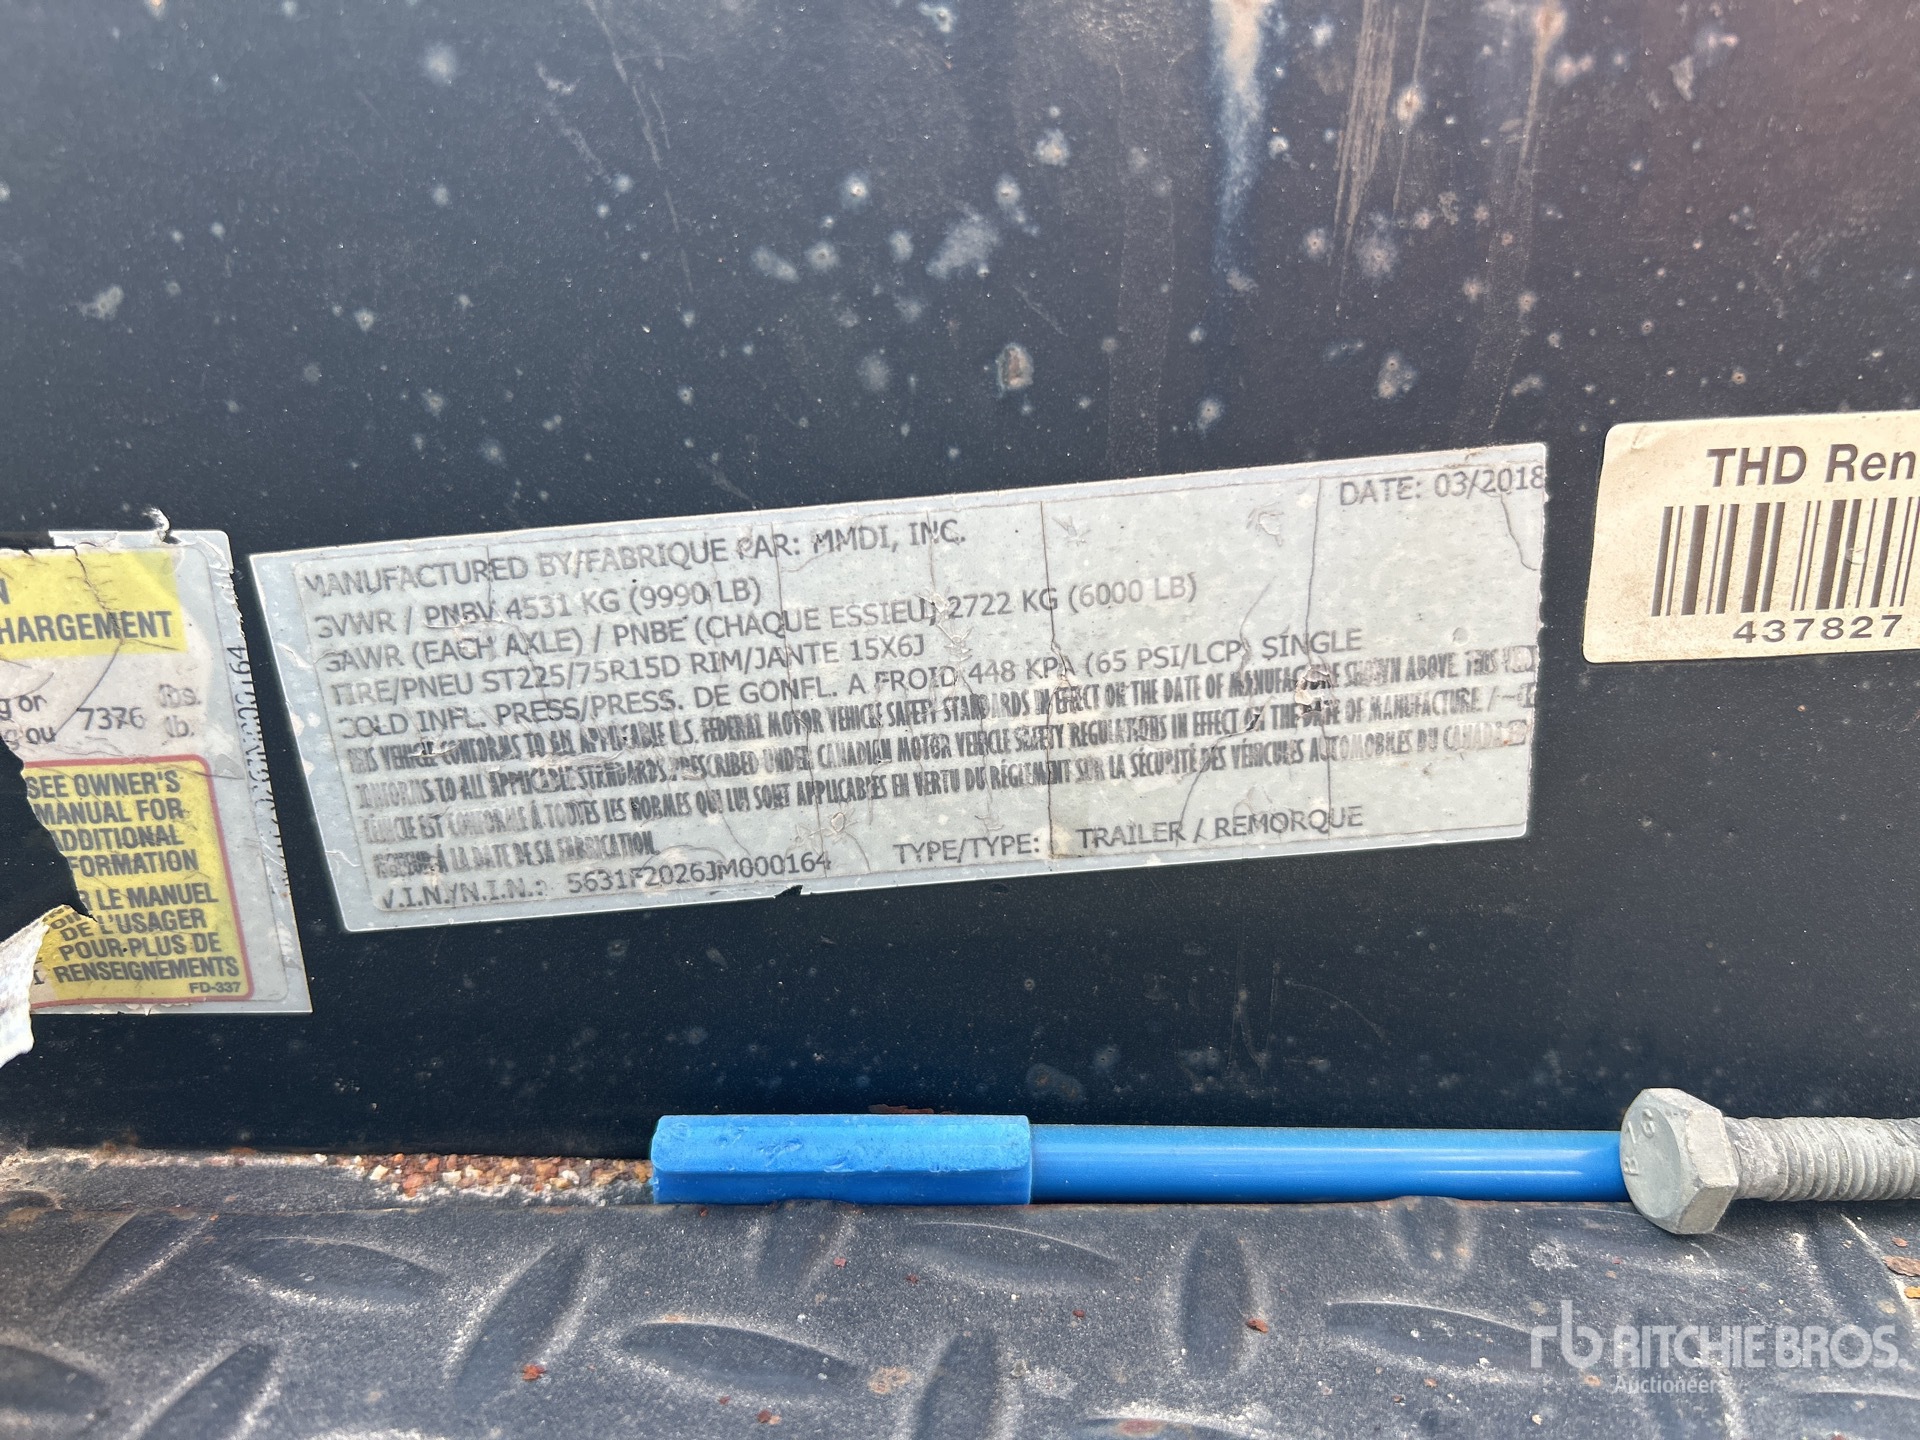 HARGEMENT
g or
g ou 7376 lbs.
lb.
SEE OWNER'S
MANUAL FOR
ADDITIONAL
FORMATION
R LE MANUEL
DE L'USAGER
POUR PLUS DE
RENSEIGNEMENTS
FD-337
DATE: 03/2018
MANUFACTURED BY/FABRIQUE PAR: MMDI, INC.
GVWR / PNBV 4531 KG (9990 LB)
GAWR (EACH AXLE) / PNBE (CHAQUE ESSIEU) 2722 KG (6000 LB)
TIRE/PNEU ST225/75R15D RIM/JANTE 15X6J
COLD INFL. PRESS/PRESS. DE GONFL. A FROID 448 KPA (65 PSI/LCP) SINGLE
THIS VEHICLE CONFORMS TO ALL APPLICABLE U.S. FEDERAL MOTOR VEHICLE SAFETY STANDARDS IN EFFECT ON THE DATE OF MANUFACTURE SHOWN ABOVE. THIS
CONFORMS TO ALL APPLICABLE STANDARDS PRESCRIBED UNDER CANADIAN MOTOR VEHICLE SAFETY REGULATIONS IN EFFECT ON THE DATE OF MANUFACTURE /
VÉHICLE EST CONFORME À TOUTES LES NORMES QUI LUI SONT APPLICABLES EN VERTU DU RÉGLEMENT SUR LA SÉCURITÉ DES VÉHICULES AUTOMOBILES DU CANADA
À LA DATE DE SA FABRICATION.
V.I.N./N.I.N.: 5631F2026JM000164 TYPE/TYPE: TRAILER / REMORQUE
THD Ren
437827
rb RITCHIE BROS.
Auctioneers